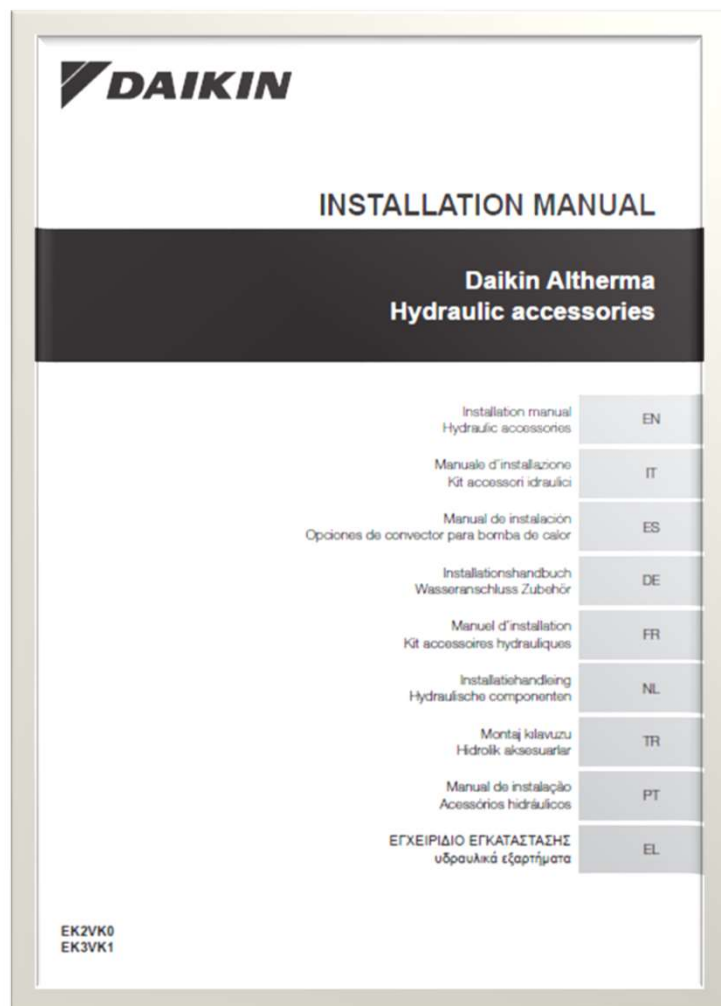 DAIKIN
INSTALLATION MANUAL
Daikin Altherma
Hydraulic accessories
Installation manual
Hydraulic accessories
EN
Manuale d'installazione
Kit accessori idraulici
IT
Manual de instalación
Opciones de convector para bomba de calor
ES
Installationshandbuch
Wasseranschluss Zubehör
DE
Manuel d'installation
Kit accessoires hydrauliques
FR
Installatiehandleing
Hydraulische componenten
NL
Montaj kılavuzu
Hidrolik aksesuarlar
TR
Manual de instalação
Acessórios hidráulicos
PT
ΕΓΧΕΙΡΙΔΙΟ ΕΓΚΑΤΑΣΤΑΣΗΣ
υδραυλικά εξαρτήματα
EL
EK2VK0
EK3VK1